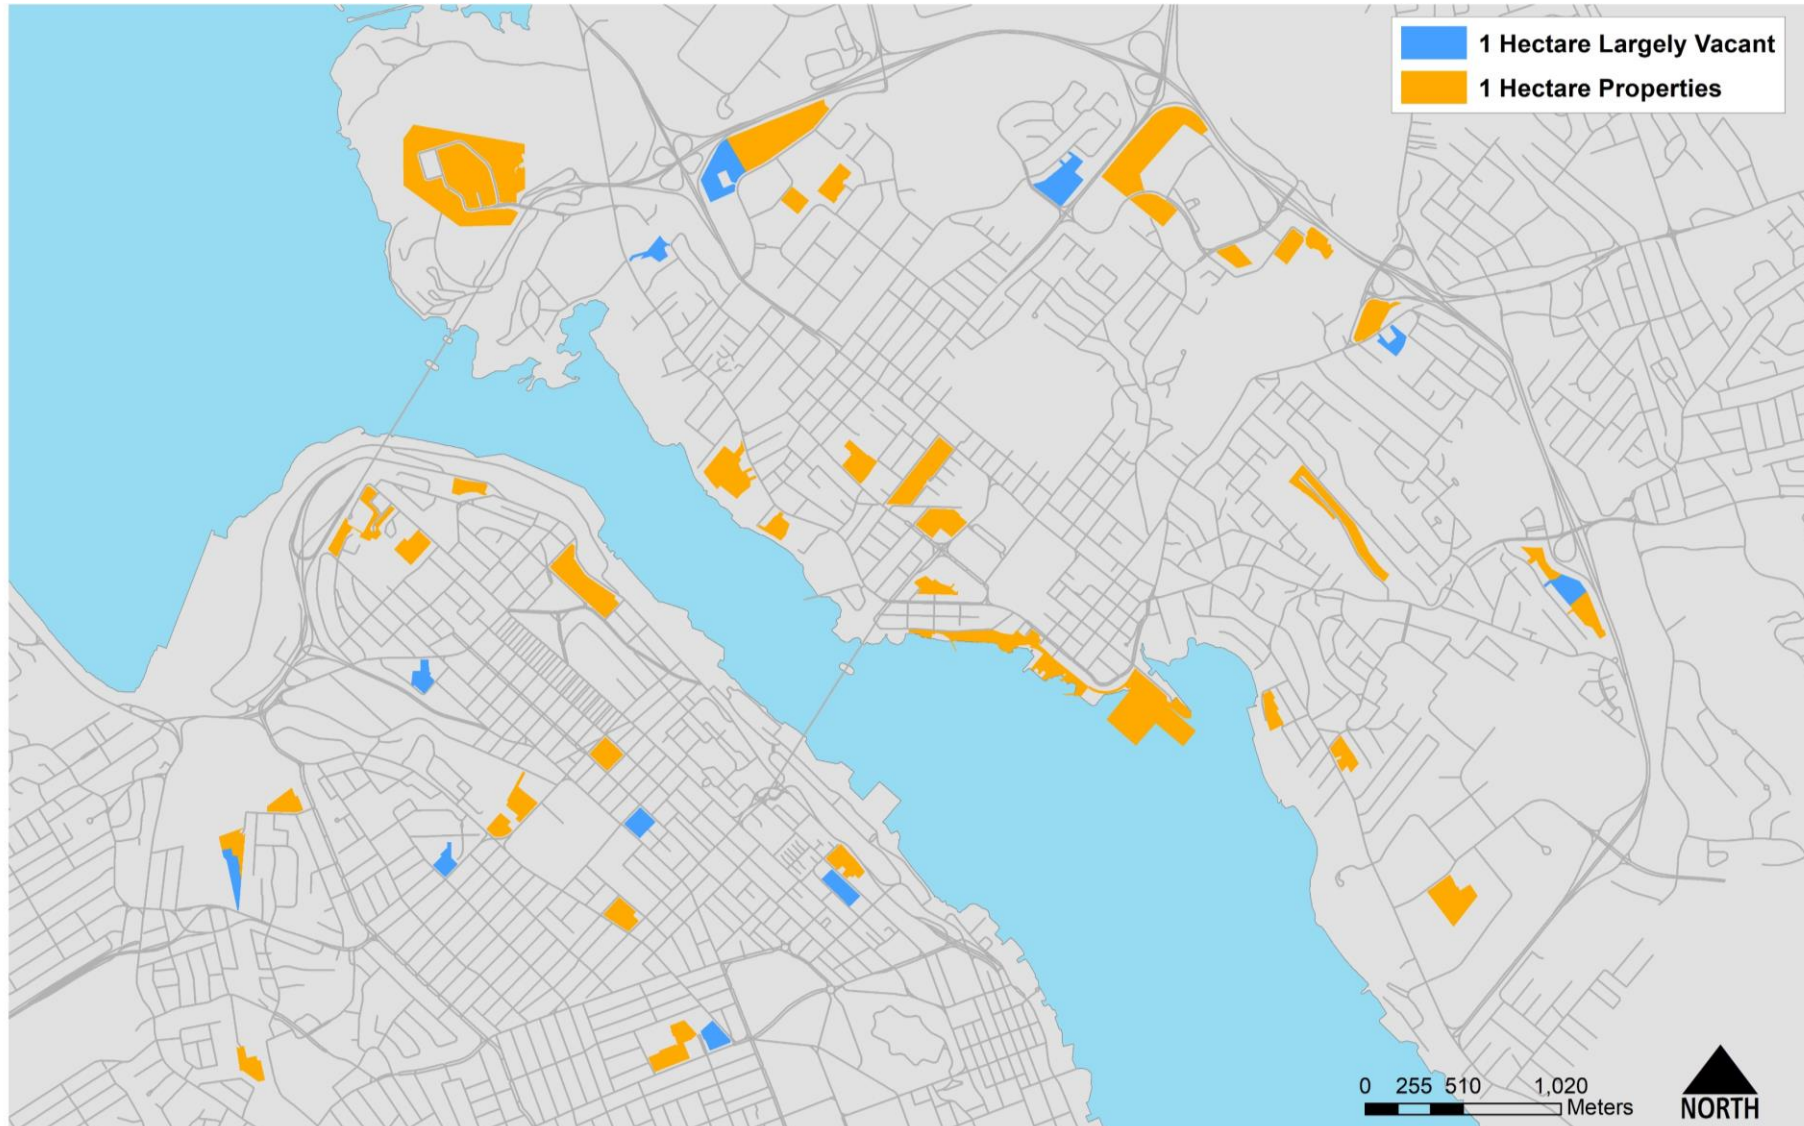 1 Hectare Largely Vacant
1 Hectare Properties
0 255 510 1,020
Meters
NORTH